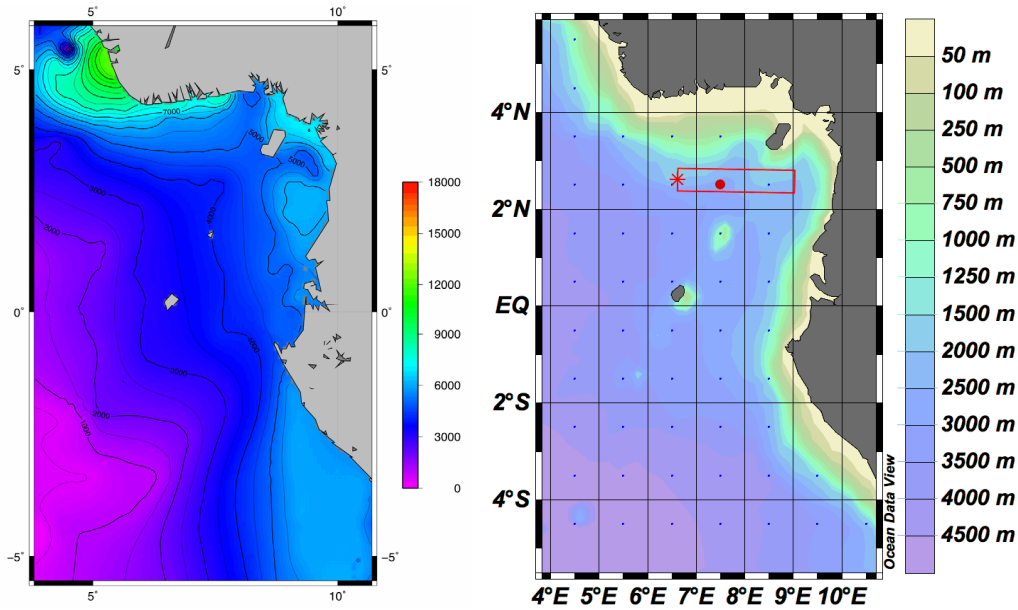 5° 10°
5° 5°
0° 0°
−5° −5°
5° 10°
7000
5000
5000
4000
3000
2000
4000
3000
2000
1000
18000
15000
12000
9000
6000
3000
0
4°N
2°N
EQ
2°S
4°S
4°E 5°E 6°E 7°E 8°E 9°E 10°E
Ocean Data View
50 m
100 m
250 m
500 m
750 m
1000 m
1250 m
1500 m
2000 m
2500 m
3000 m
3500 m
4000 m
4500 m